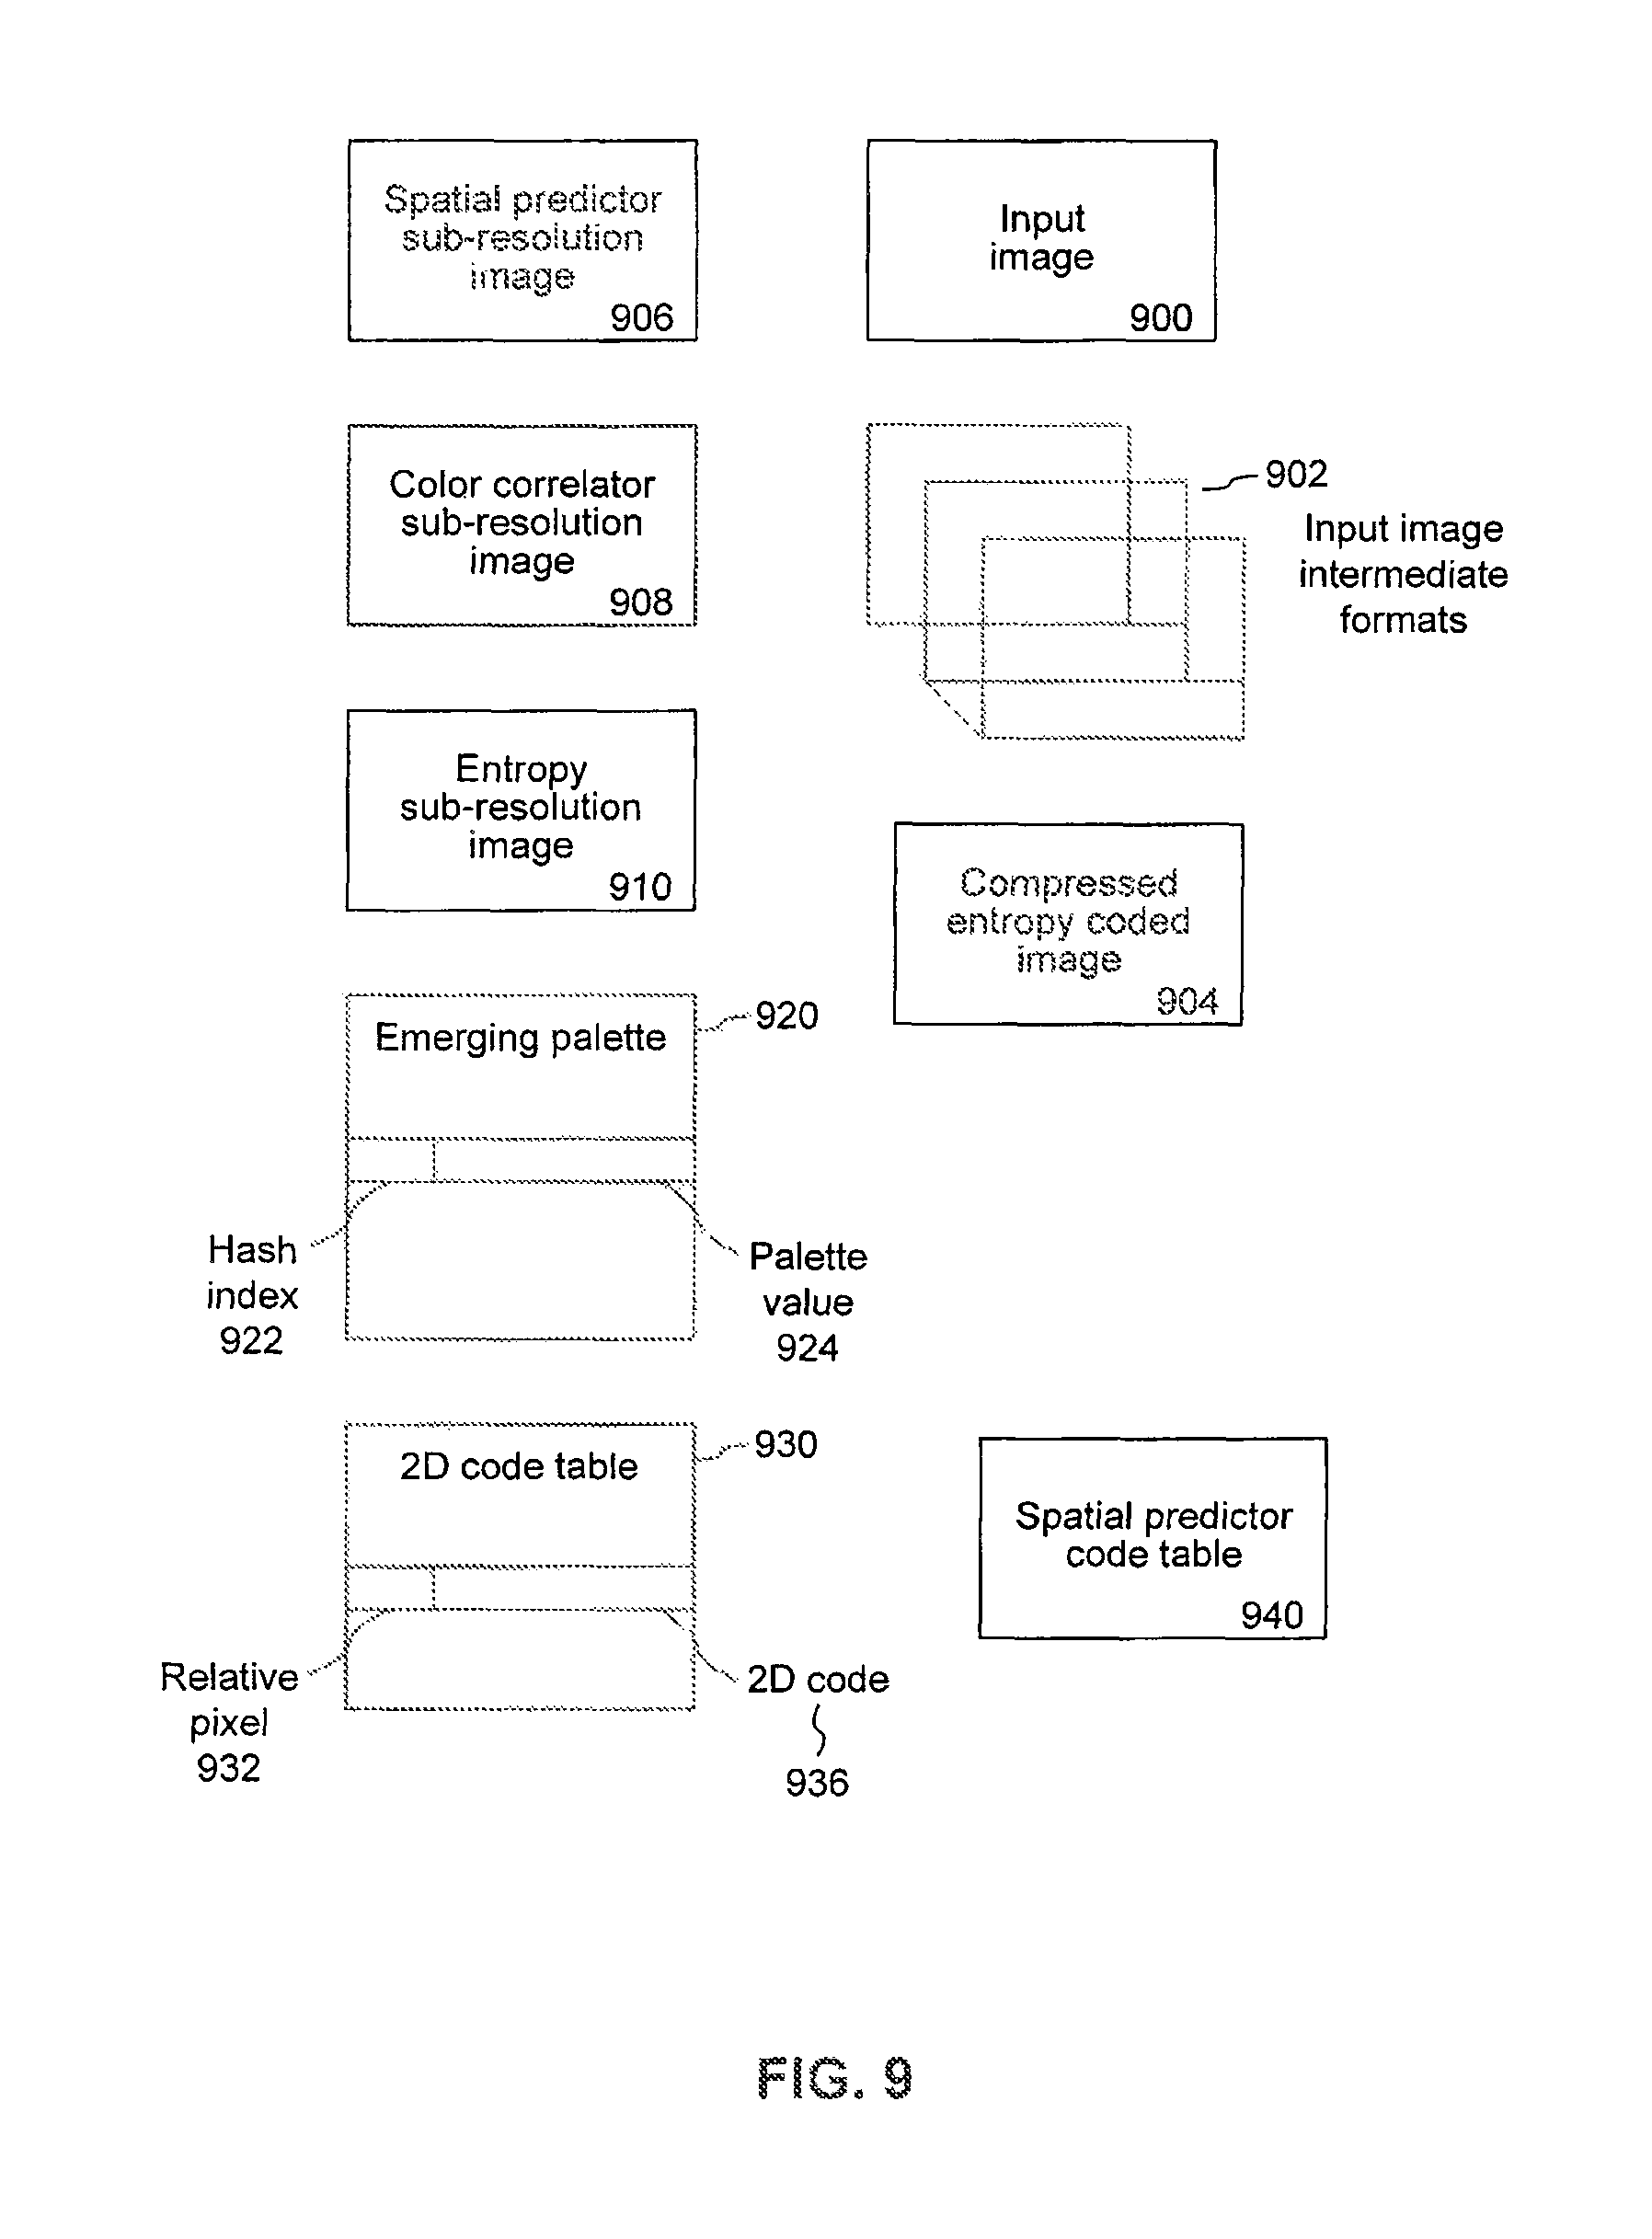 Spatial predictor
sub-resolution
image
906
Input
image
900
Color correlator
sub-resolution
image
908
902
Input image
intermediate
formats
Entropy
sub-resolution
image
910
Compressed
entropy coded
image
904
Emerging palette
920
Hash
index
922
Palette
value
924
2D code table
930
Relative
pixel
932
2D code
936
Spatial predictor
code table
940
FIG. 9